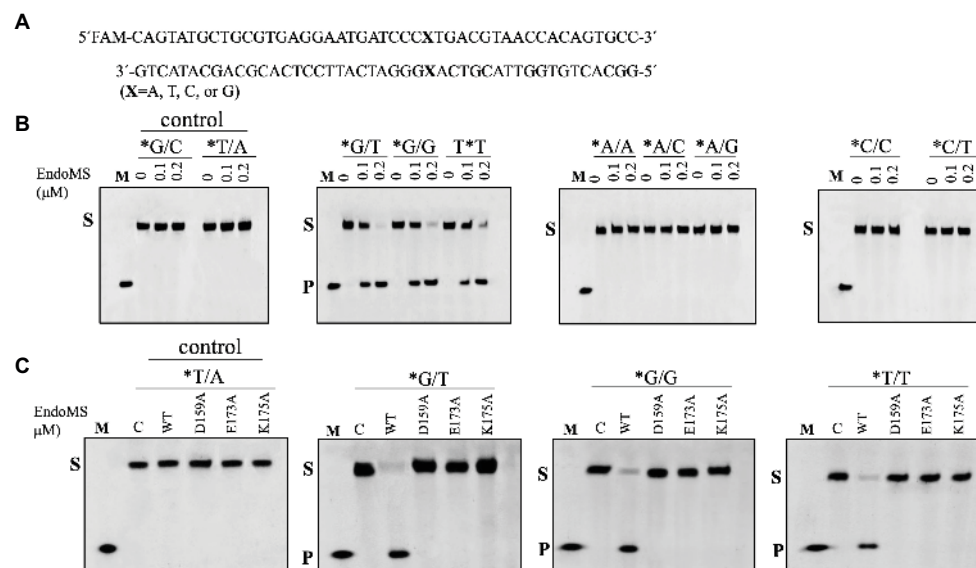 A
5´FAM-CAGTATGCTGCGTGAGGAATGATCCCXTGACGTAACCACAGTGCC-3´
3´-GTCATACGACGCACTCCTTACTAGGGXACTGCATTGGTGTCACGG-5´
(X=A, T, C, or G)
B
control
*G/C *T/A *G/T *G/G T*T *A/A *A/C *A/G *C/C *C/T
EndoMS (μM) M 0 0.1 0.2 0 0.1 0.2 M 0 0.1 0.2 0 0.1 0.2 0 0.1 0.2 M 0 0.1 0.2 0 0.1 0.2 0 0.1 0.2 M 0 0.1 0.2 0 0.1 0.2
S S S S
P
C
control
*T/A *G/T *G/G *T/T
EndoMS
μM) M C WT D159A E173A K175A M C WT D159A E173A K175A M C WT D159A E173A K175A M C WT D159A E173A K175A
S S S S
P P P